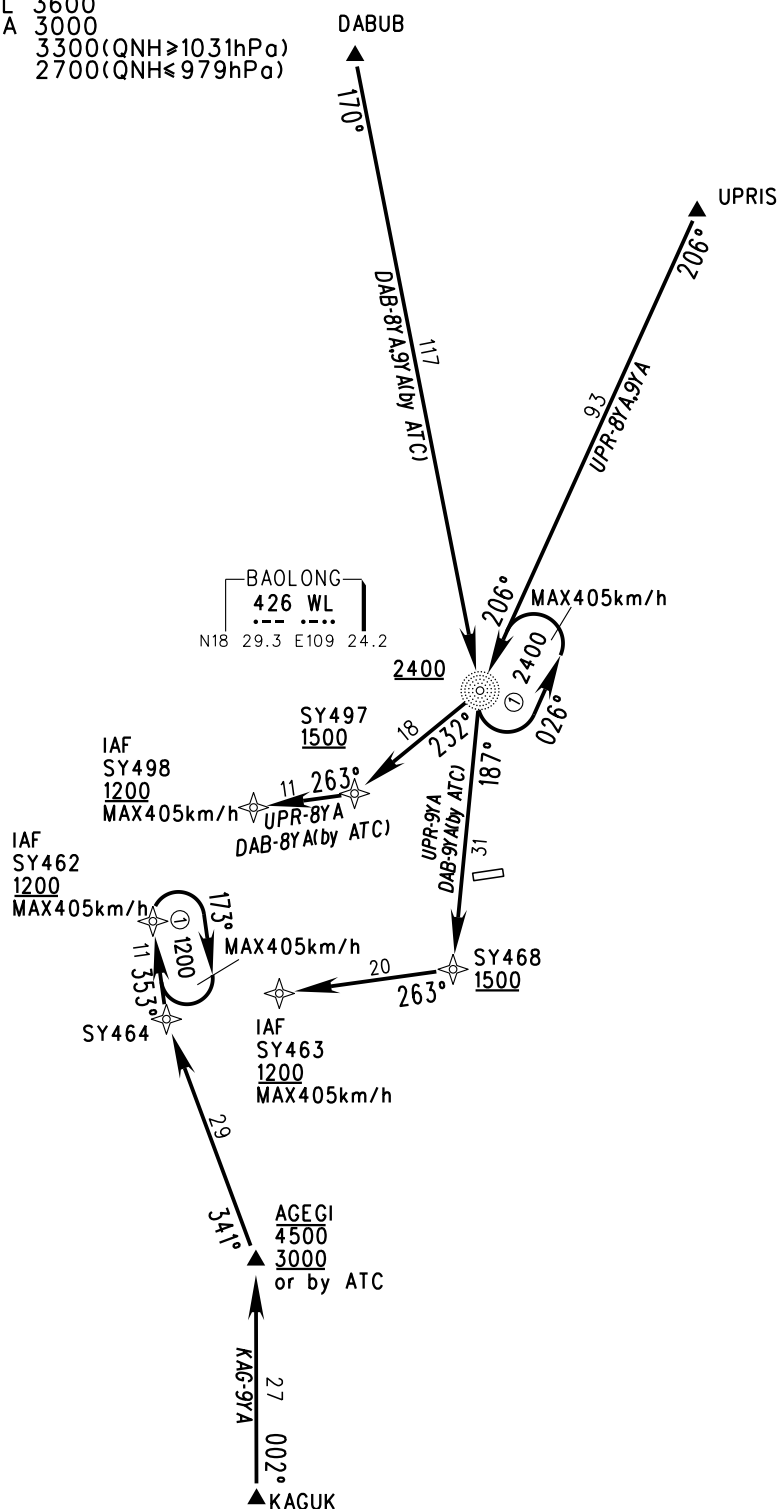 L 3600
A 3000
3300(QNH≥1031hPa)
2700(QNH≤979hPa)
DABUB
170°
UPRIS
206°
DAB-8YA,9YA(by ATC)
117
93
UPR-8YA,9YA
BAOLONG
426 WL
N18 29.3 E109 24.2
206°
MAX405km/h
① 2400
026°
2400
SY497
1500
18
232°
187°
IAF
SY498
1200
MAX405km/h
11 263°
UPR-8YA
DAB-8YA(by ATC)
UPR-9YA
DAB-9YA(by ATC)
31
IAF
SY462
1200
MAX405km/h
173°
① 1200
MAX405km/h
11 353°
SY464
SY468
1500
20
263°
IAF
SY463
1200
MAX405km/h
29
341°
AGEGI
4500
3000
or by ATC
KAG-9YA
27
002°
KAGUK